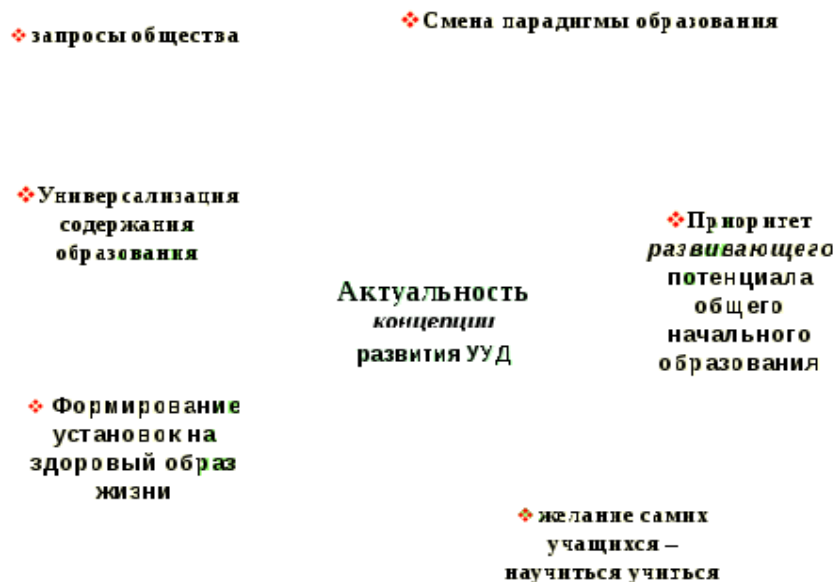 ❖ запросы общества
❖ Смена парадигмы образования
❖ Универсализация
содержания
образования
❖ Приоритет
развивающего
потенциала
общего
начального
образования
Актуальность
концепции
развития УУД
❖ Формирование
установок на
здоровый образ
жизни
❖ желание самих
учащихся –
научиться учиться